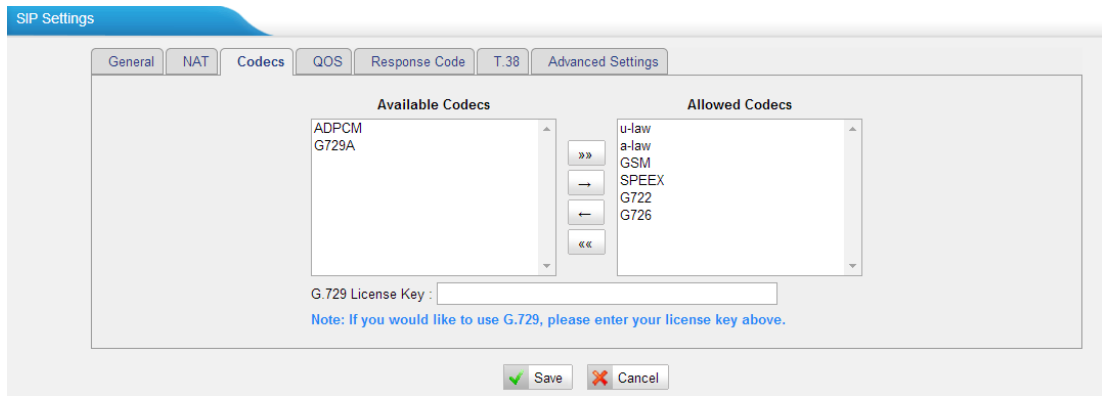 SIP Settings
General NAT Codecs QOS Response Code T.38 Advanced Settings
Available Codecs Allowed Codecs
ADPCM
G729A
»»
→
←
««
u-law
a-law
GSM
SPEEX
G722
G726
G.729 License Key :
Note: If you would like to use G.729, please enter your license key above.
Save Cancel